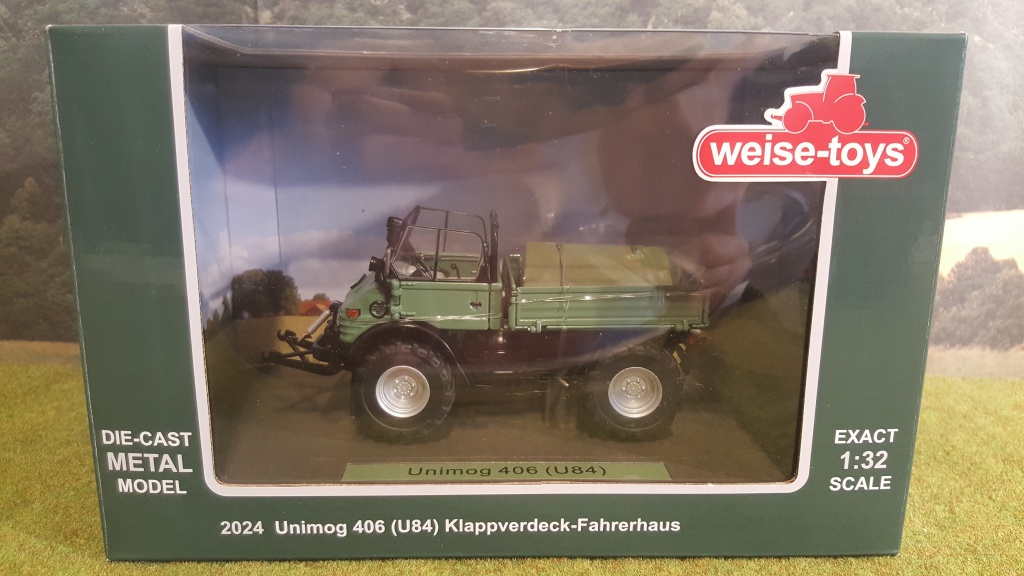 weise-toys®
DIE-CAST
METAL
MODEL
EXACT
1:32
SCALE
Unimog 406 (U84)
2024 Unimog 406 (U84) Klappverdeck-Fahrerhaus